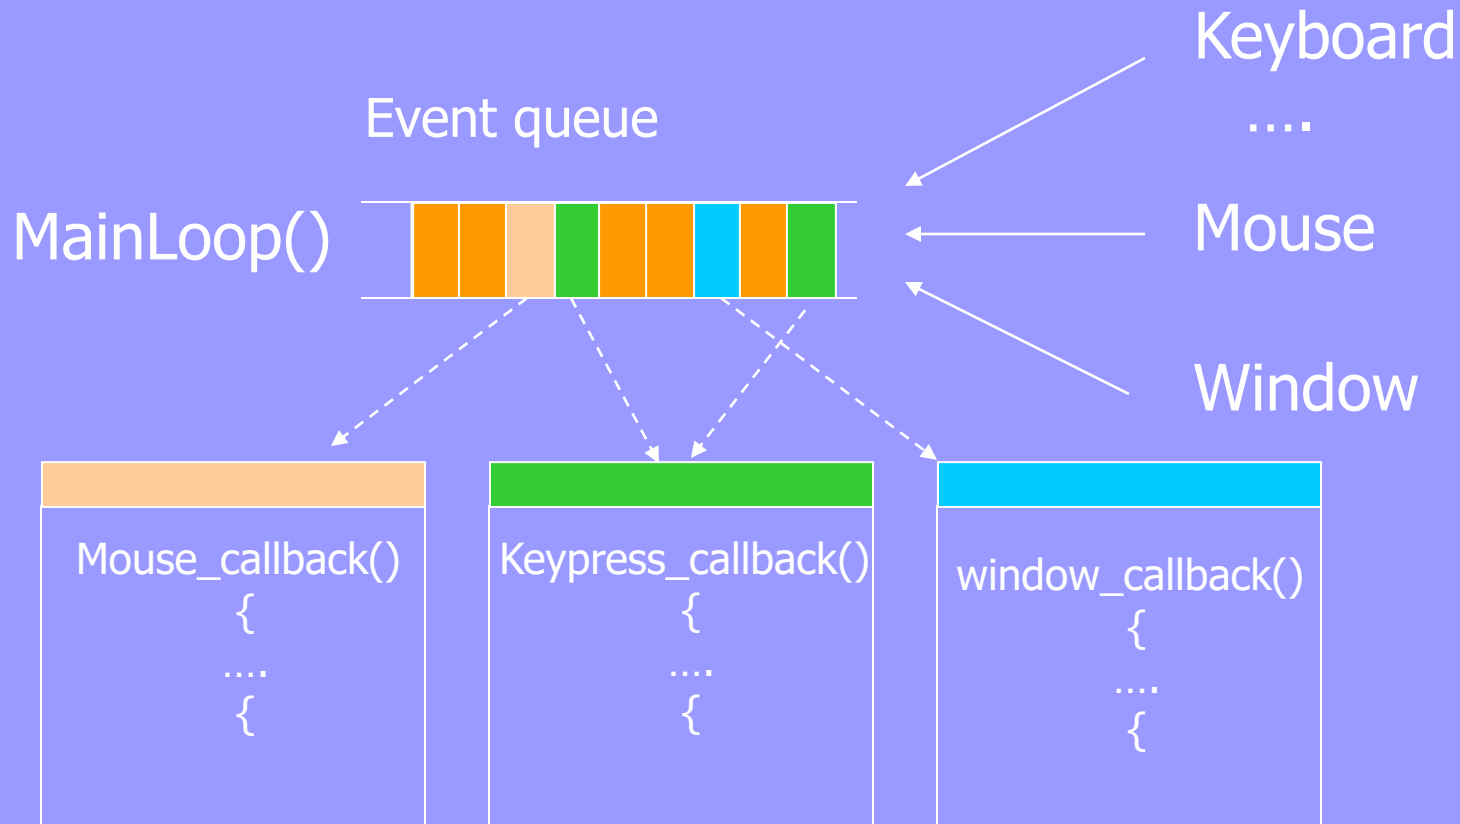 Keyboard
….
Event queue
MainLoop()
Mouse
Window
Mouse_callback()
{
….
{
Keypress_callback()
{
….
{
window_callback()
{
….
{